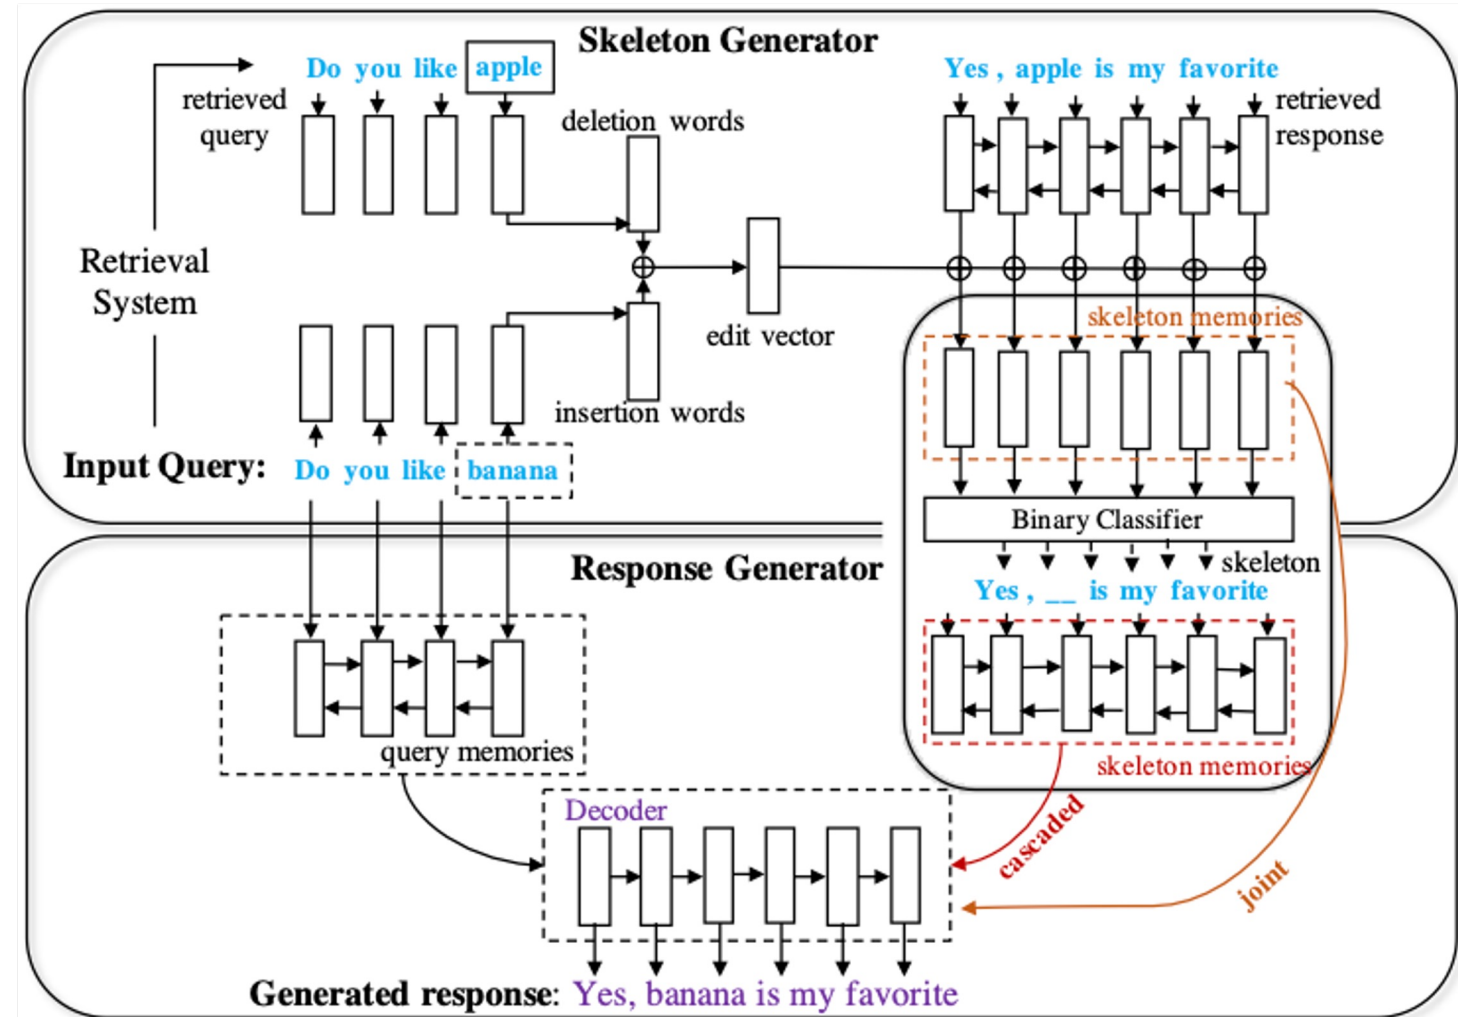 Skeleton Generator
Do you like apple
retrieved
query
deletion words
Yes , apple is my favorite
retrieved
response
Retrieval
System
edit vector
insertion words
skeleton memories
Input Query: Do you like banana
Binary Classifier
skeleton
Yes , __ is my favorite
skeleton memories
Response Generator
query memories
Decoder
cascaded
joint
Generated response: Yes, banana is my favorite